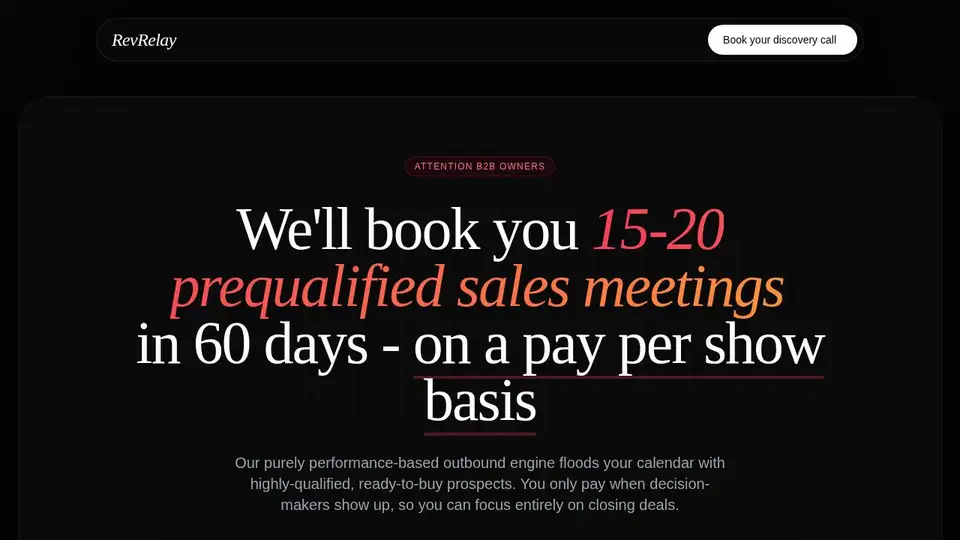 RevRelay
Book your discovery call
ATTENTION B2B OWNERS
We'll book you 15-20
prequalified sales meetings
in 60 days - on a pay per show
basis
Our purely performance-based outbound engine floods your calendar with
highly-qualified, ready-to-buy prospects. You only pay when decision-
makers show up, so you can focus entirely on closing deals.